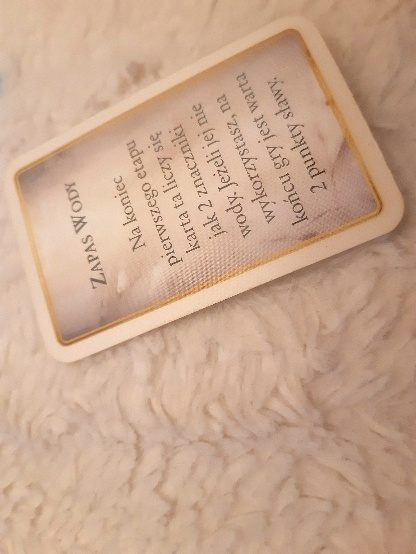 ZAPAS WODY
Na koniec
pierwszego etapu
karta ta liczy się,
jak 2 znaczniki
wody. Jeżeli jej nie
wykorzystasz, na
końcu gry jest warta
2 punkty sławy.